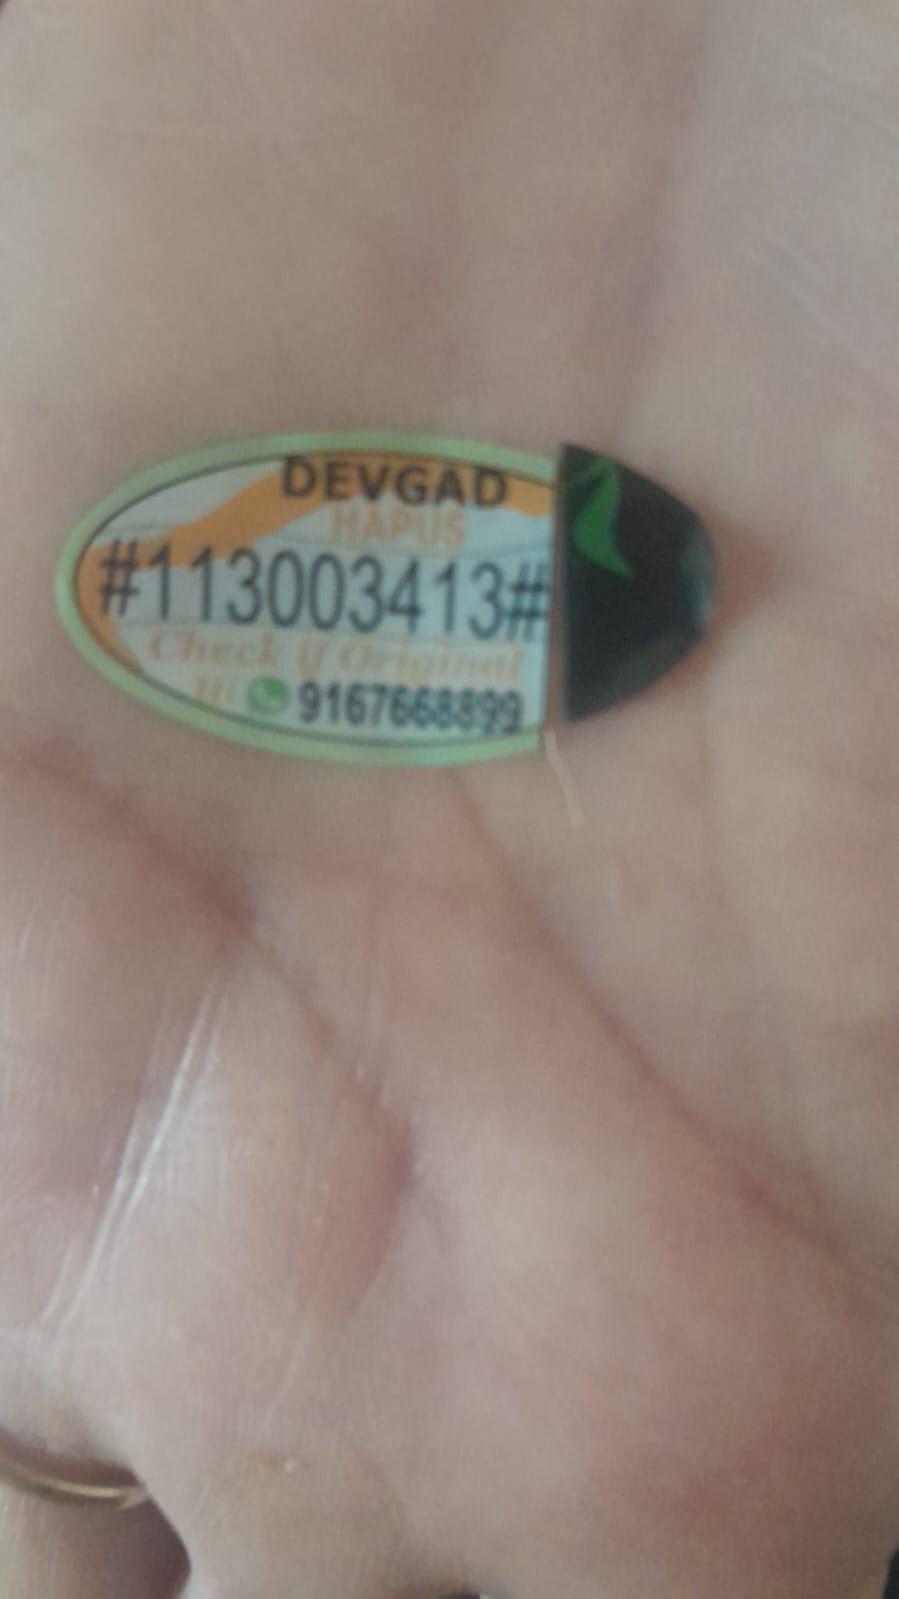 DEVGAD
HAPUS
#113003413#
Check if Original
9167668899